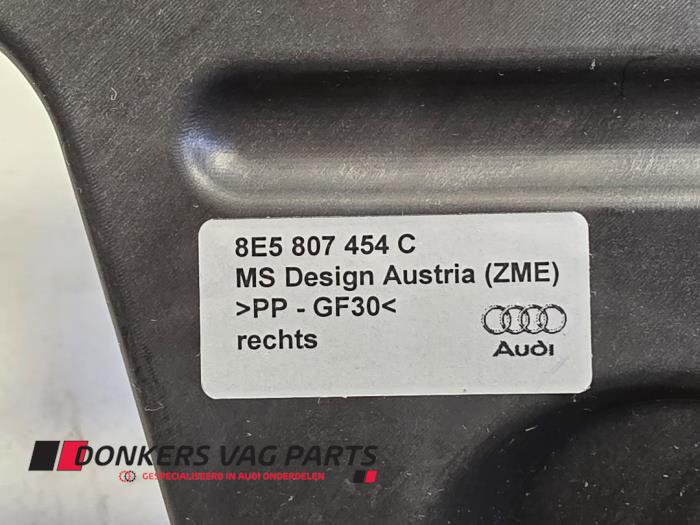 8E5 807 454 C
MS Design Austria (ZME)
>PP - GF30<
rechts
Audi
DONKERS VAG PARTS
GESPECIALISEERD IN AUDI ONDERDELEN